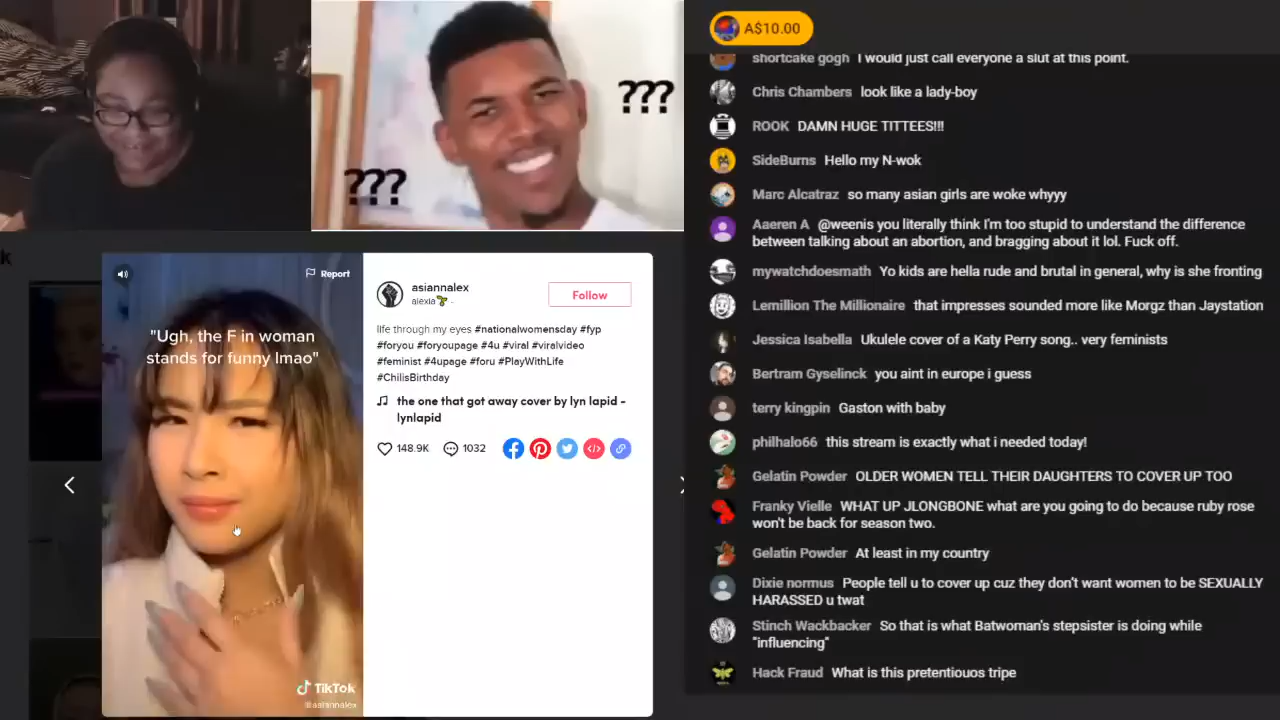 ???
???
k
Report
"Ugh, the F in woman
stands for funny lmao"
TikTok
@asiannalex
asiannalex
alexia -
Follow
life through my eyes #nationalwomensday #fyp
#foryou #foryoupage #4u #viral #viralvideo
#feminist #4upage #foru #PlayWithLife
#ChilisBirthday
the one that got away cover by lyn lapid -
lynlapid
148.9K 1032
A$10.00
shortcake gogh I would just call everyone a slut at this point.
Chris Chambers look like a lady-boy
ROOK DAMN HUGE TITTEES!!!
SideBurns Hello my N-wok
Marc Alcatraz so many asian girls are woke whyyy
Aaeren A @weenis you literally think I'm too stupid to understand the difference
between talking about an abortion, and bragging about it lol. Fuck off.
mywatchdoesmath Yo kids are hella rude and brutal in general, why is she fronting
Lemillion The Millionaire that impresses sounded more like Morgz than Jaystation
Jessica Isabella Ukulele cover of a Katy Perry song.. very feminists
Bertram Gyselinck you aint in europe i guess
terry kingpin Gaston with baby
philhalo66 this stream is exactly what i needed today!
Gelatin Powder OLDER WOMEN TELL THEIR DAUGHTERS TO COVER UP TOO
Franky Vielle WHAT UP JLONGBONE what are you going to do because ruby rose
won't be back for season two.
Gelatin Powder At least in my country
Dixie normus People tell u to cover up cuz they don't want women to be SEXUALLY
HARASSED u twat
Stinch Wackbacker So that is what Batwoman's stepsister is doing while
"influencing"
Hack Fraud What is this pretentiouos tripe